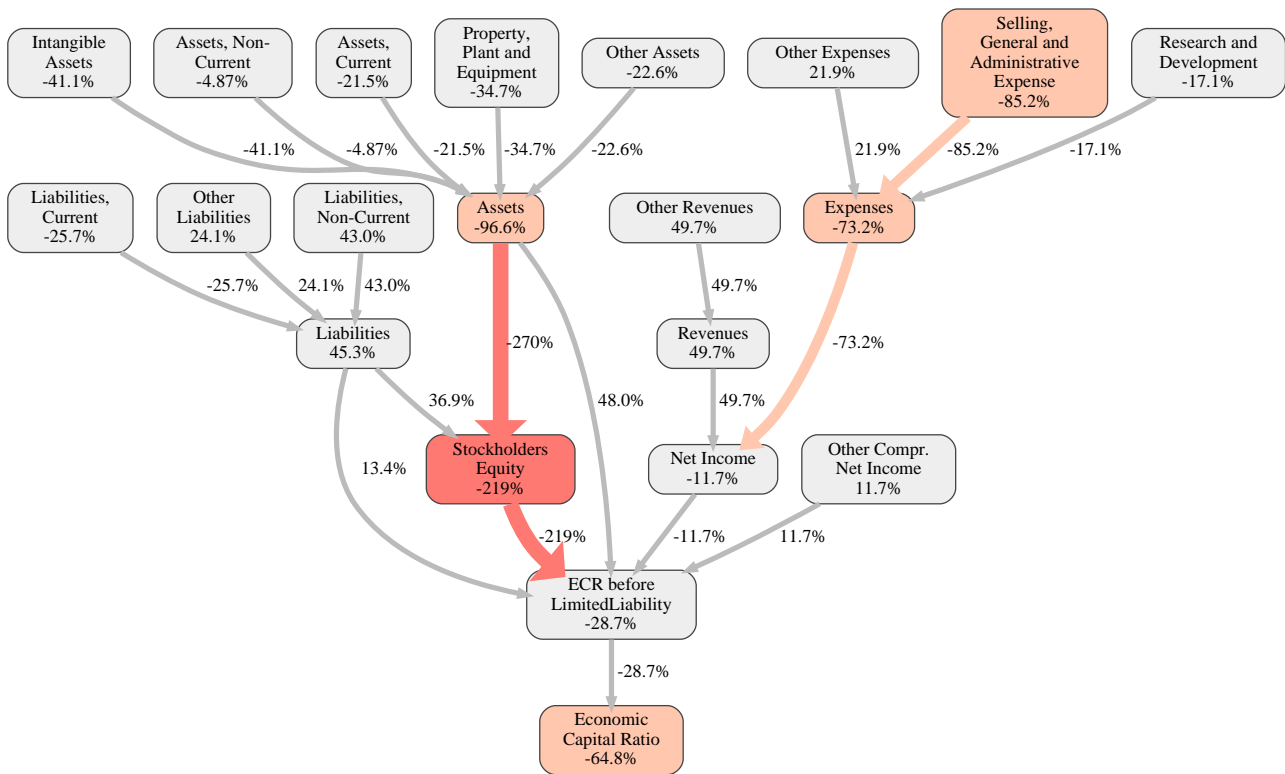 Intangible
Assets
-41.1%
Assets, Non-
Current
-4.87%
Assets,
Current
-21.5%
Property,
Plant and
Equipment
-34.7%
Other Assets
-22.6%
Other Expenses
21.9%
Selling,
General and
Administrative
Expense
-85.2%
Research and
Development
-17.1%
-41.1%
-4.87%
-21.5%
-34.7%
-22.6%
21.9%
-85.2%
-17.1%
Liabilities,
Current
-25.7%
Other
Liabilities
24.1%
Liabilities,
Non-Current
43.0%
Assets
-96.6%
Other Revenues
49.7%
Expenses
-73.2%
-25.7%
24.1%
43.0%
49.7%
Liabilities
45.3%
-270%
Revenues
49.7%
-73.2%
36.9%
48.0%
49.7%
13.4%
Stockholders
Equity
-219%
Net Income
-11.7%
Other Compr.
Net Income
11.7%
-219%
-11.7%
11.7%
ECR before
LimitedLiability
-28.7%
-28.7%
Economic
Capital Ratio
-64.8%